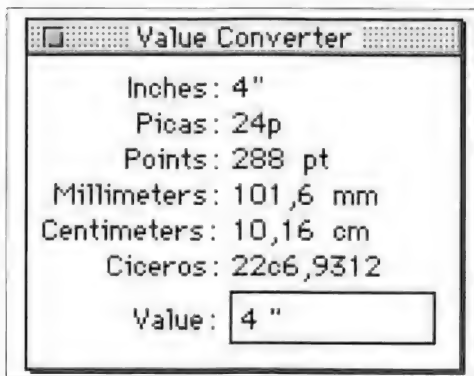 Value Converter
Inches: 4"
Picas: 24p
Points: 288 pt
Millimeters: 101,6 mm
Centimeters: 10,16 cm
Ciceros: 22c6,9312
Value: 4 "